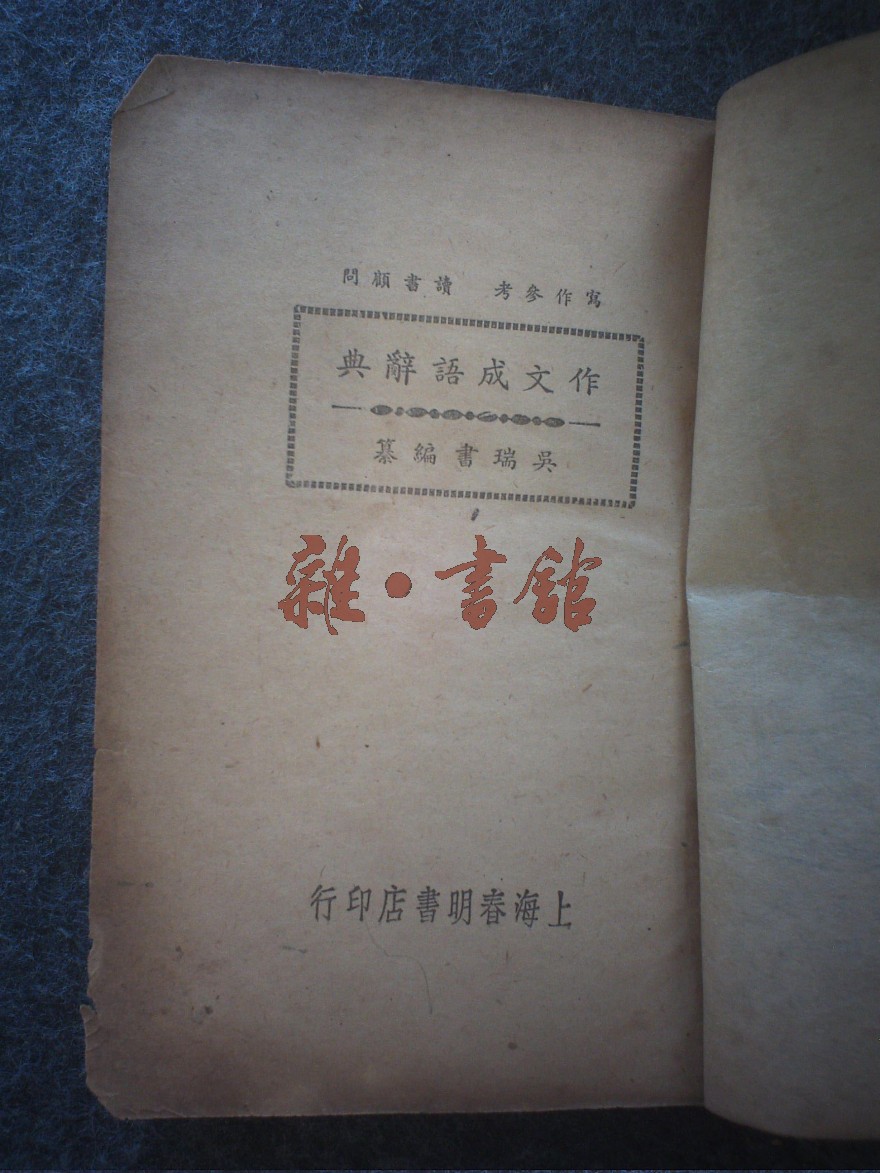 寫作參考 讀書顧問
作文成語辭典
吳瑞書編纂
雜·書館
上海春明書店印行